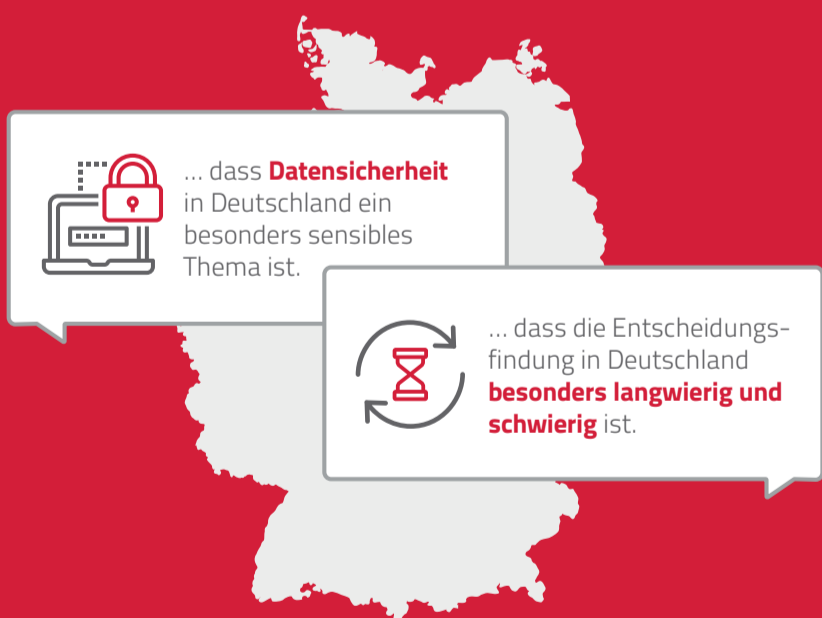 … dass Datensicherheit
in Deutschland ein
besonders sensibles
Thema ist.
… dass die Entscheidungs-
findung in Deutschland
besonders langwierig und
schwierig ist.